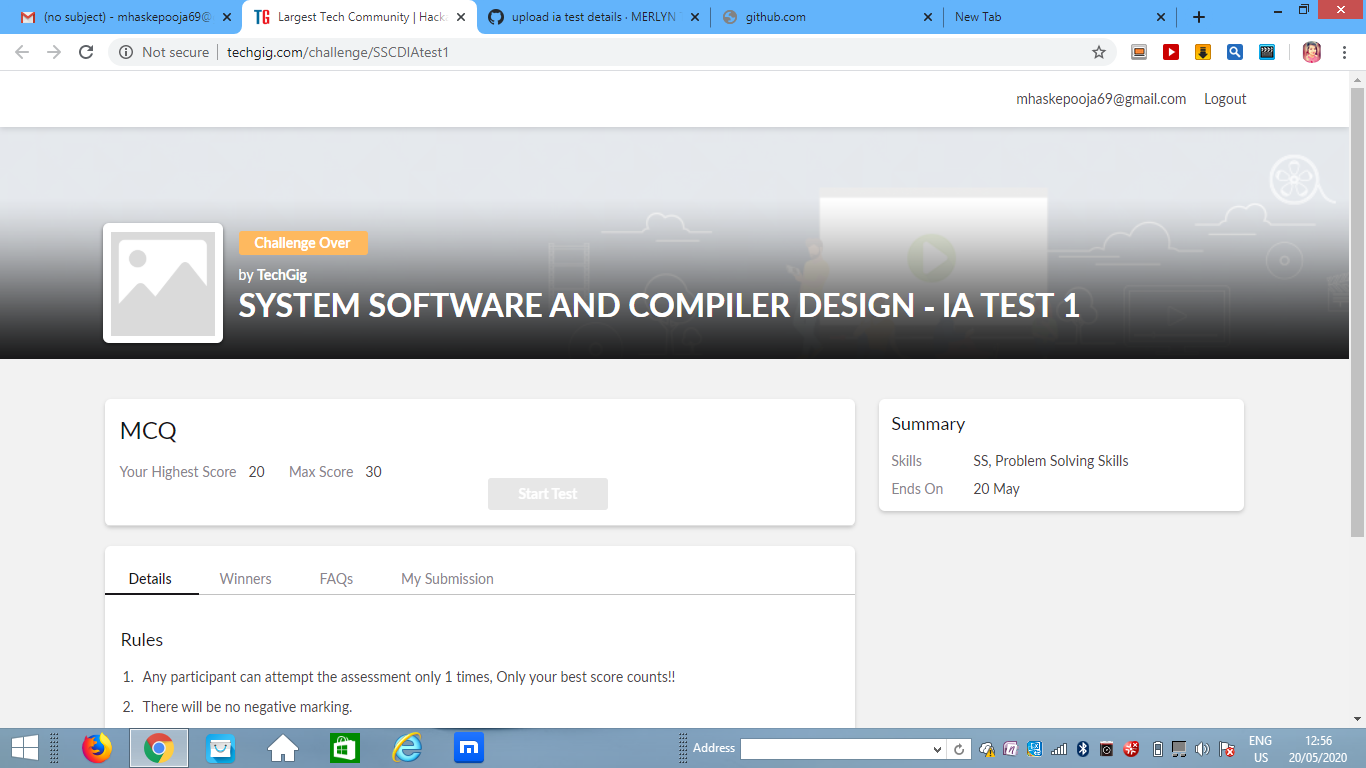 (no subject) - mhaskepooja69@
TG Largest Tech Community | Hack
upload ia test details · MERLYN
github.com
New Tab
Not secure | techgig.com/challenge/SSCDIAtest1
mhaskepooja69@gmail.com Logout
Challenge Over
by TechGig
SYSTEM SOFTWARE AND COMPILER DESIGN - IA TEST 1
MCQ
Your Highest Score 20 Max Score 30
Start Test
Summary
Skills SS, Problem Solving Skills
Ends On 20 May
Details Winners FAQs My Submission
Rules
1. Any participant can attempt the assessment only 1 times, Only your best score counts!!
2. There will be no negative marking.
Address
ENG
US
12:56
20/05/2020